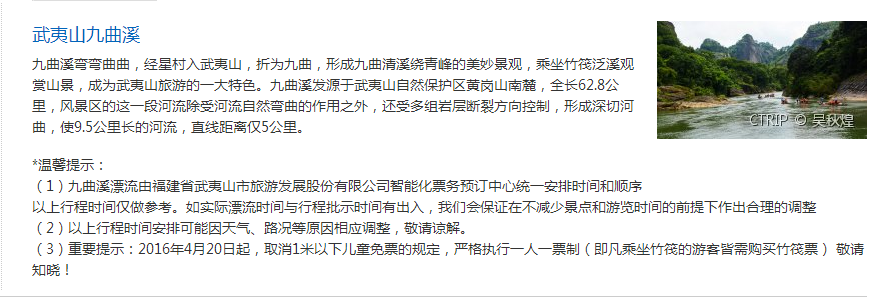 武夷山九曲溪
九曲溪弯弯曲曲，经星村入武夷山，折为九曲，形成九曲清溪绕青峰的美妙景观，乘坐竹筏泛溪观
赏山景，成为武夷山旅游的一大特色。九曲溪发源于武夷山自然保护区黄岗山南麓，全长62.8公
里，风景区的这一段河流除受河流自然弯曲的作用之外，还受多组岩层断裂方向控制，形成深切河
曲，使9.5公里长的河流，直线距离仅5公里。
CTRIP © 吴秋煌
*温馨提示：
（1）九曲溪漂流由福建省武夷山市旅游发展股份有限公司智能化票务预订中心统一安排时间和顺序
以上行程时间仅做参考。如实际漂流时间与行程批示时间有出入，我们会保证在不减少景点和游览时间的前提下作出合理的调整
（2）以上行程时间安排可能因天气、路况等原因相应调整，敬请谅解。
（3）重要提示：2016年4月20日起，取消1米以下儿童免票的规定，严格执行一人一票制（即凡乘坐竹筏的游客皆需购买竹筏票） 敬请
知晓！